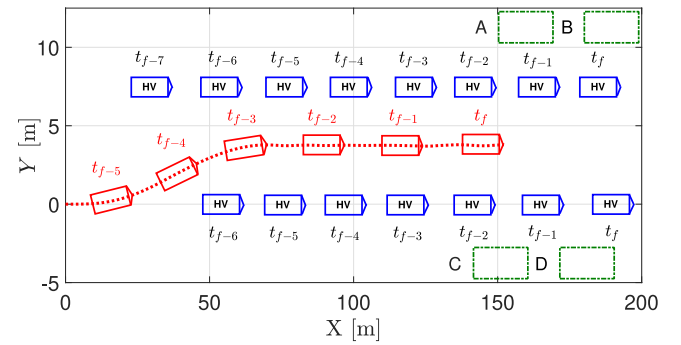 A B
10
t_{f-7} t_{f-6} t_{f-5} t_{f-4} t_{f-3} t_{f-2} t_{f-1} t_f
HV HV HV HV HV HV HV HV
t_{f-5} t_{f-4} t_{f-3} t_{f-2} t_{f-1} t_f
5
Y [m]
0
HV HV HV HV HV HV HV
t_{f-6} t_{f-5} t_{f-4} t_{f-3} t_{f-2} t_{f-1} t_f
C D
-5
0 50 100 150 200
X [m]